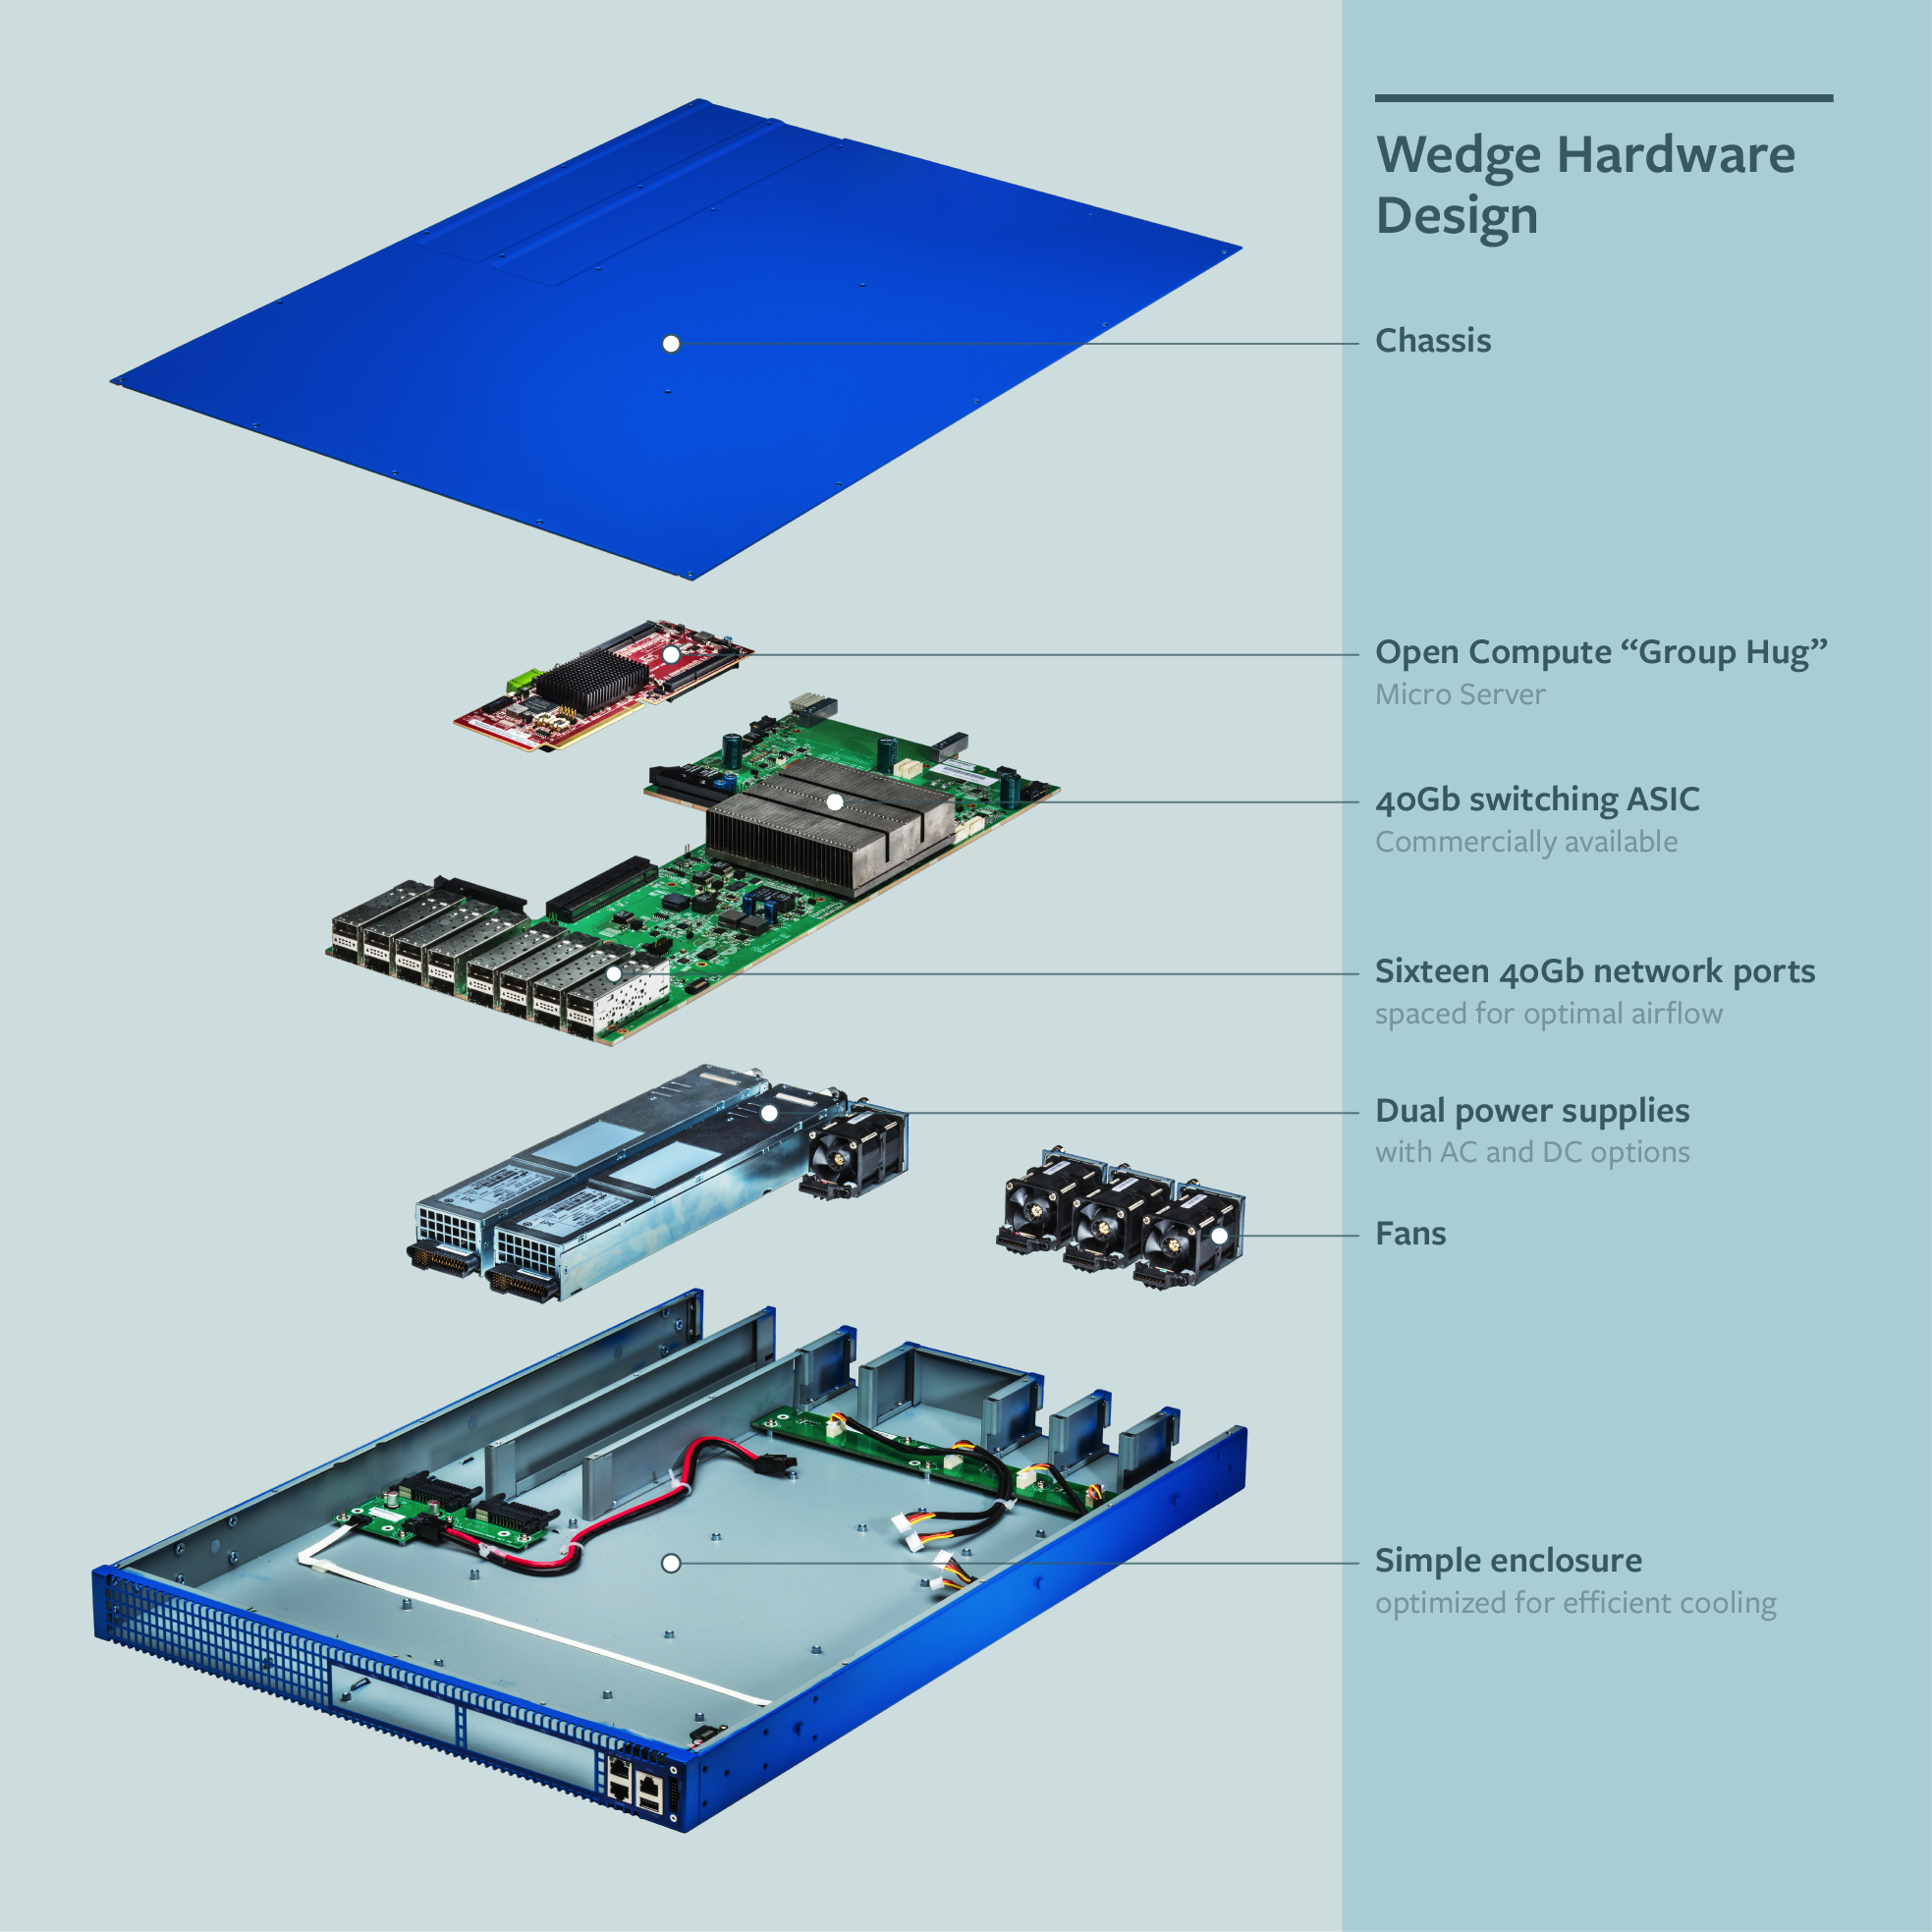 Wedge Hardware
Design
Chassis
Open Compute “Group Hug”
Micro Server
40Gb switching ASIC
Commercially available
Sixteen 40Gb network ports
spaced for optimal airflow
Dual power supplies
with AC and DC options
Fans
Simple enclosure
optimized for efficient cooling